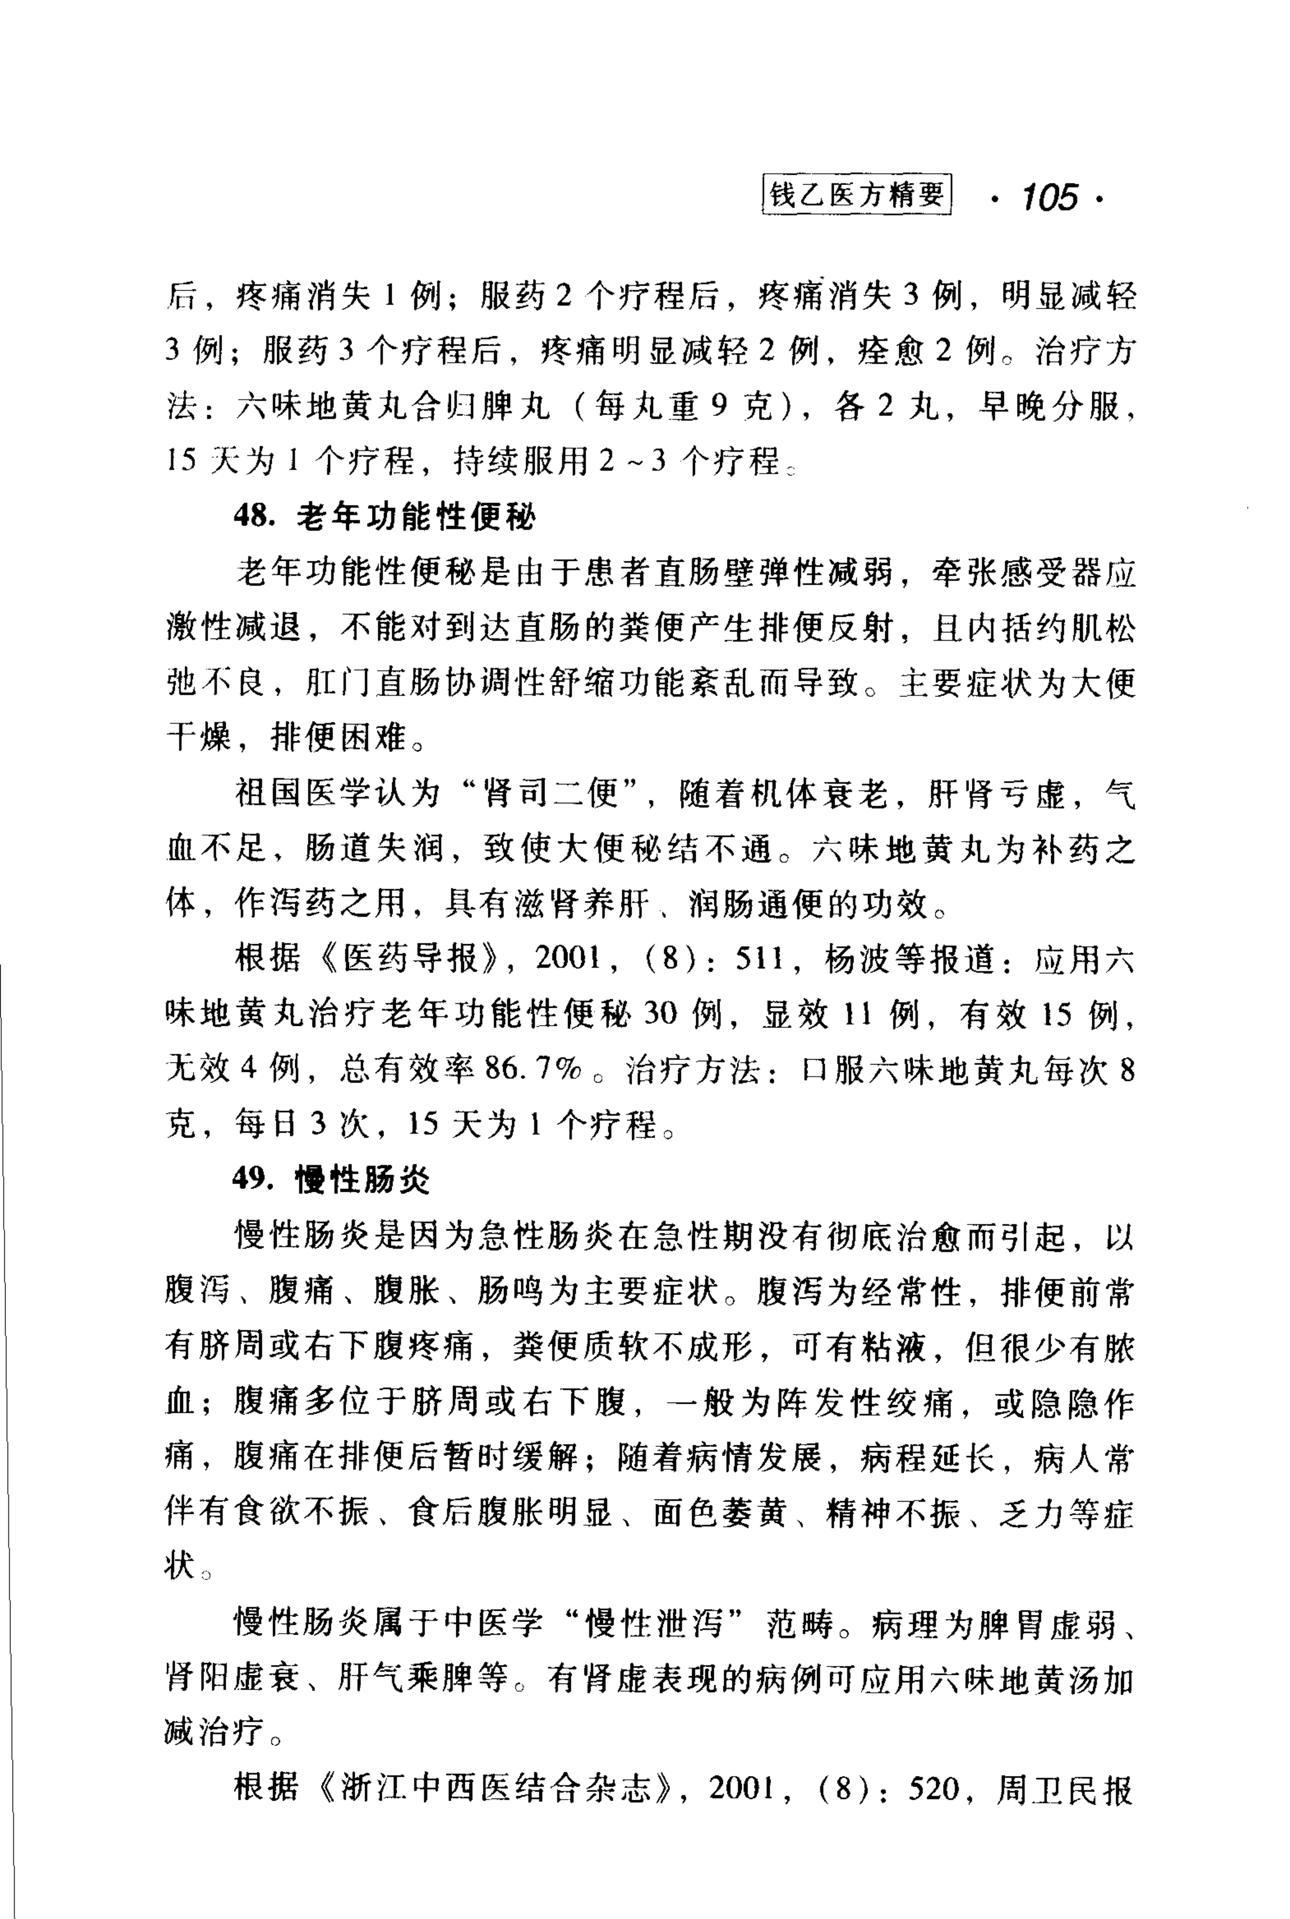 钱乙医方精要 · 105 ·
后，疼痛消失 1 例；服药 2 个疗程后，疼痛消失 3 例，明显减轻
3 例；服药 3 个疗程后，疼痛明显减轻 2 例，痊愈 2 例。治疗方
法：六味地黄丸合归脾丸（每丸重 9 克），各 2 丸，早晚分服，
15 天为 1 个疗程，持续服用 2～3 个疗程。
48. 老年功能性便秘
老年功能性便秘是由于患者直肠壁弹性减弱，牵张感受器应
激性减退，不能对到达直肠的粪便产生排便反射，且内括约肌松
弛不良，肛门直肠协调性舒缩功能紊乱而导致。主要症状为大便
干燥，排便困难。
祖国医学认为“肾司二便”，随着机体衰老，肝肾亏虚，气
血不足，肠道失润，致使大便秘结不通。六味地黄丸为补药之
体，作泻药之用，具有滋肾养肝、润肠通便的功效。
根据《医药导报》，2001，（8）：511，杨波等报道：应用六
味地黄丸治疗老年功能性便秘 30 例，显效 11 例，有效 15 例，
无效 4 例，总有效率 86.7%。治疗方法：口服六味地黄丸每次 8
克，每日 3 次，15 天为 1 个疗程。
49. 慢性肠炎
慢性肠炎是因为急性肠炎在急性期没有彻底治愈而引起，以
腹泻、腹痛、腹胀、肠鸣为主要症状。腹泻为经常性，排便前常
有脐周或右下腹疼痛，粪便质软不成形，可有粘液，但很少有脓
血；腹痛多位于脐周或右下腹，一般为阵发性绞痛，或隐隐作
痛，腹痛在排便后暂时缓解；随着病情发展，病程延长，病人常
伴有食欲不振、食后腹胀明显、面色萎黄、精神不振、乏力等症
状。
慢性肠炎属于中医学“慢性泄泻”范畴。病理为脾胃虚弱、
肾阳虚衰、肝气乘脾等。有肾虚表现的病例可应用六味地黄汤加
减治疗。
根据《浙江中西医结合杂志》，2001，（8）：520，周卫民报